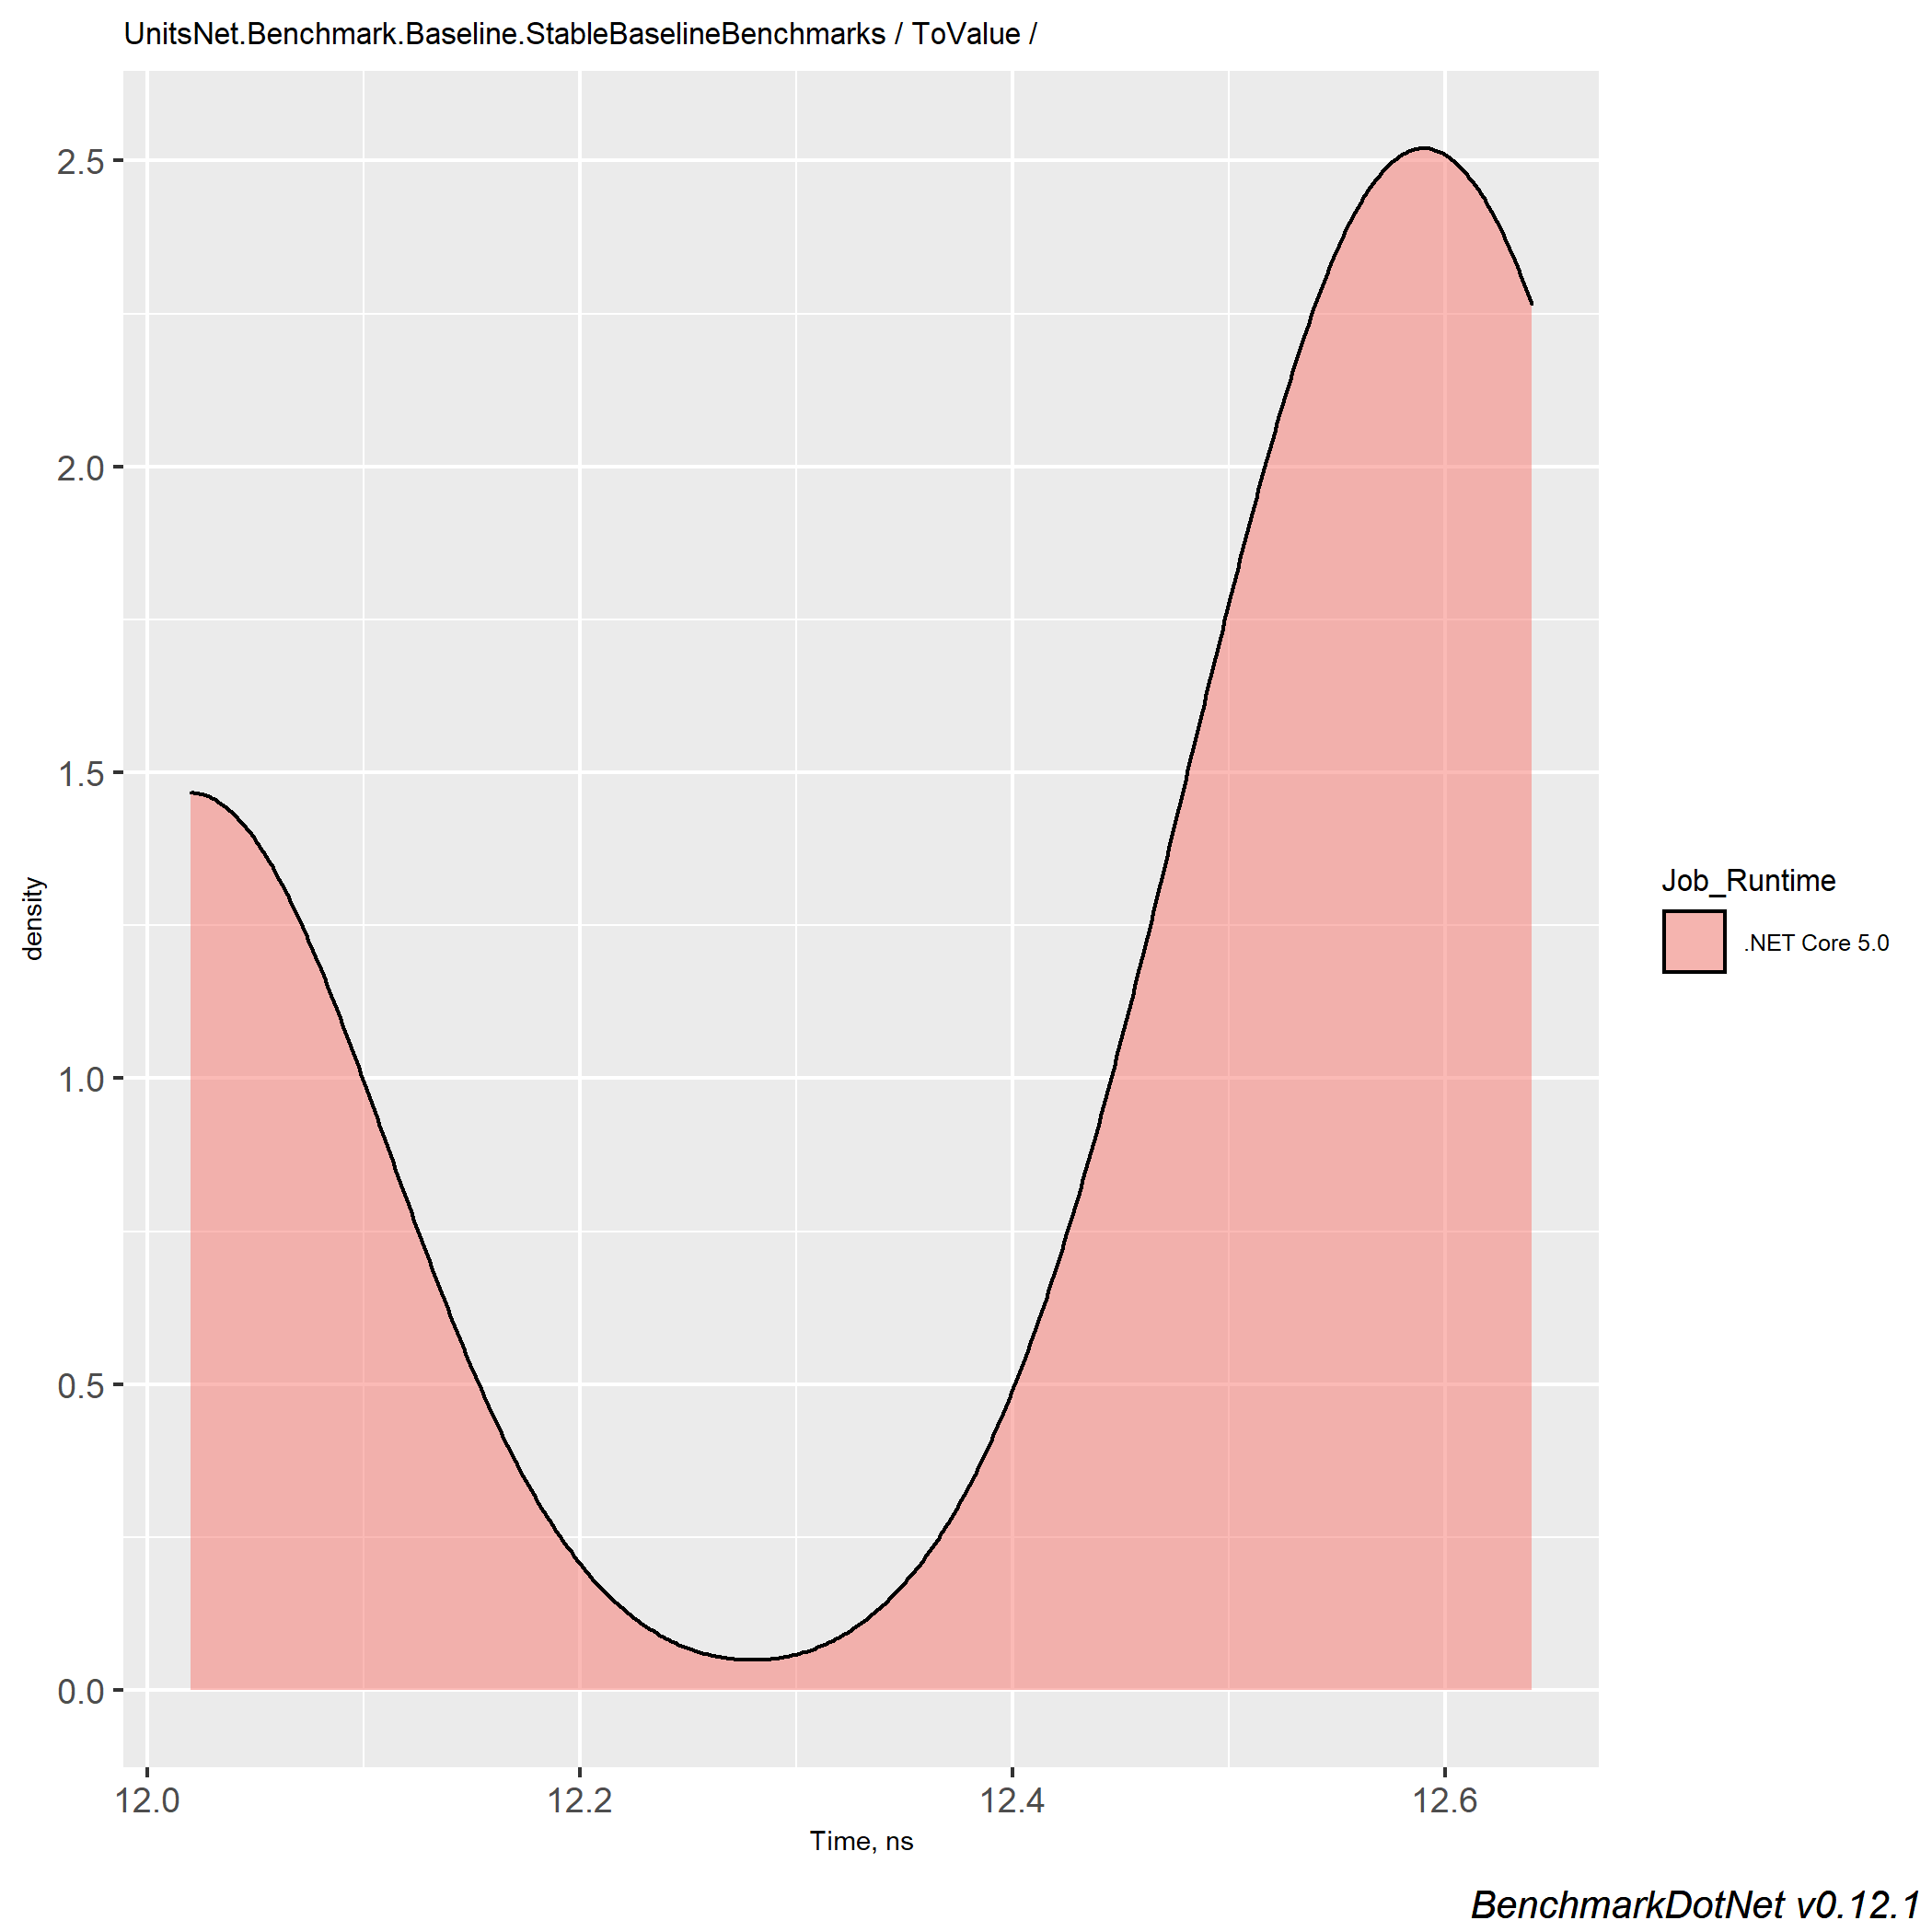 UnitsNet.Benchmark.Baseline.StableBaselineBenchmarks / ToValue /
2.5
2.0
1.5
1.0
0.5
0.0
density
12.0 12.2 12.4 12.6
Time, ns
Job_Runtime
.NET Core 5.0
BenchmarkDotNet v0.12.1